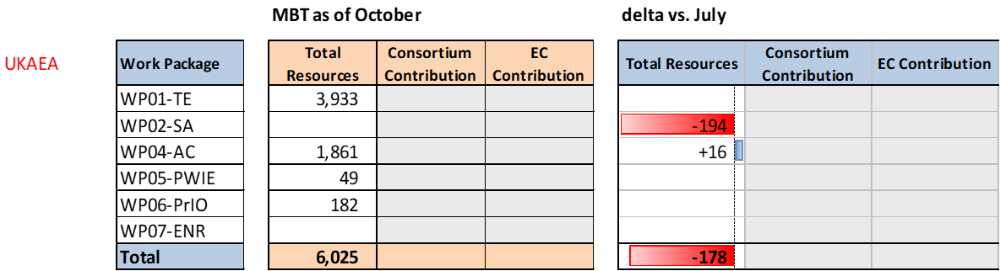 MBT as of October delta vs. July
UKAEA
Work Package Total Resources Consortium Contribution EC Contribution Total Resources Consortium Contribution EC Contribution
WP01-TE 3,933
WP02-SA -194
WP04-AC 1,861 +16
WP05-PWIE 49
WP06-PrIO 182
WP07-ENR
Total 6,025 -178